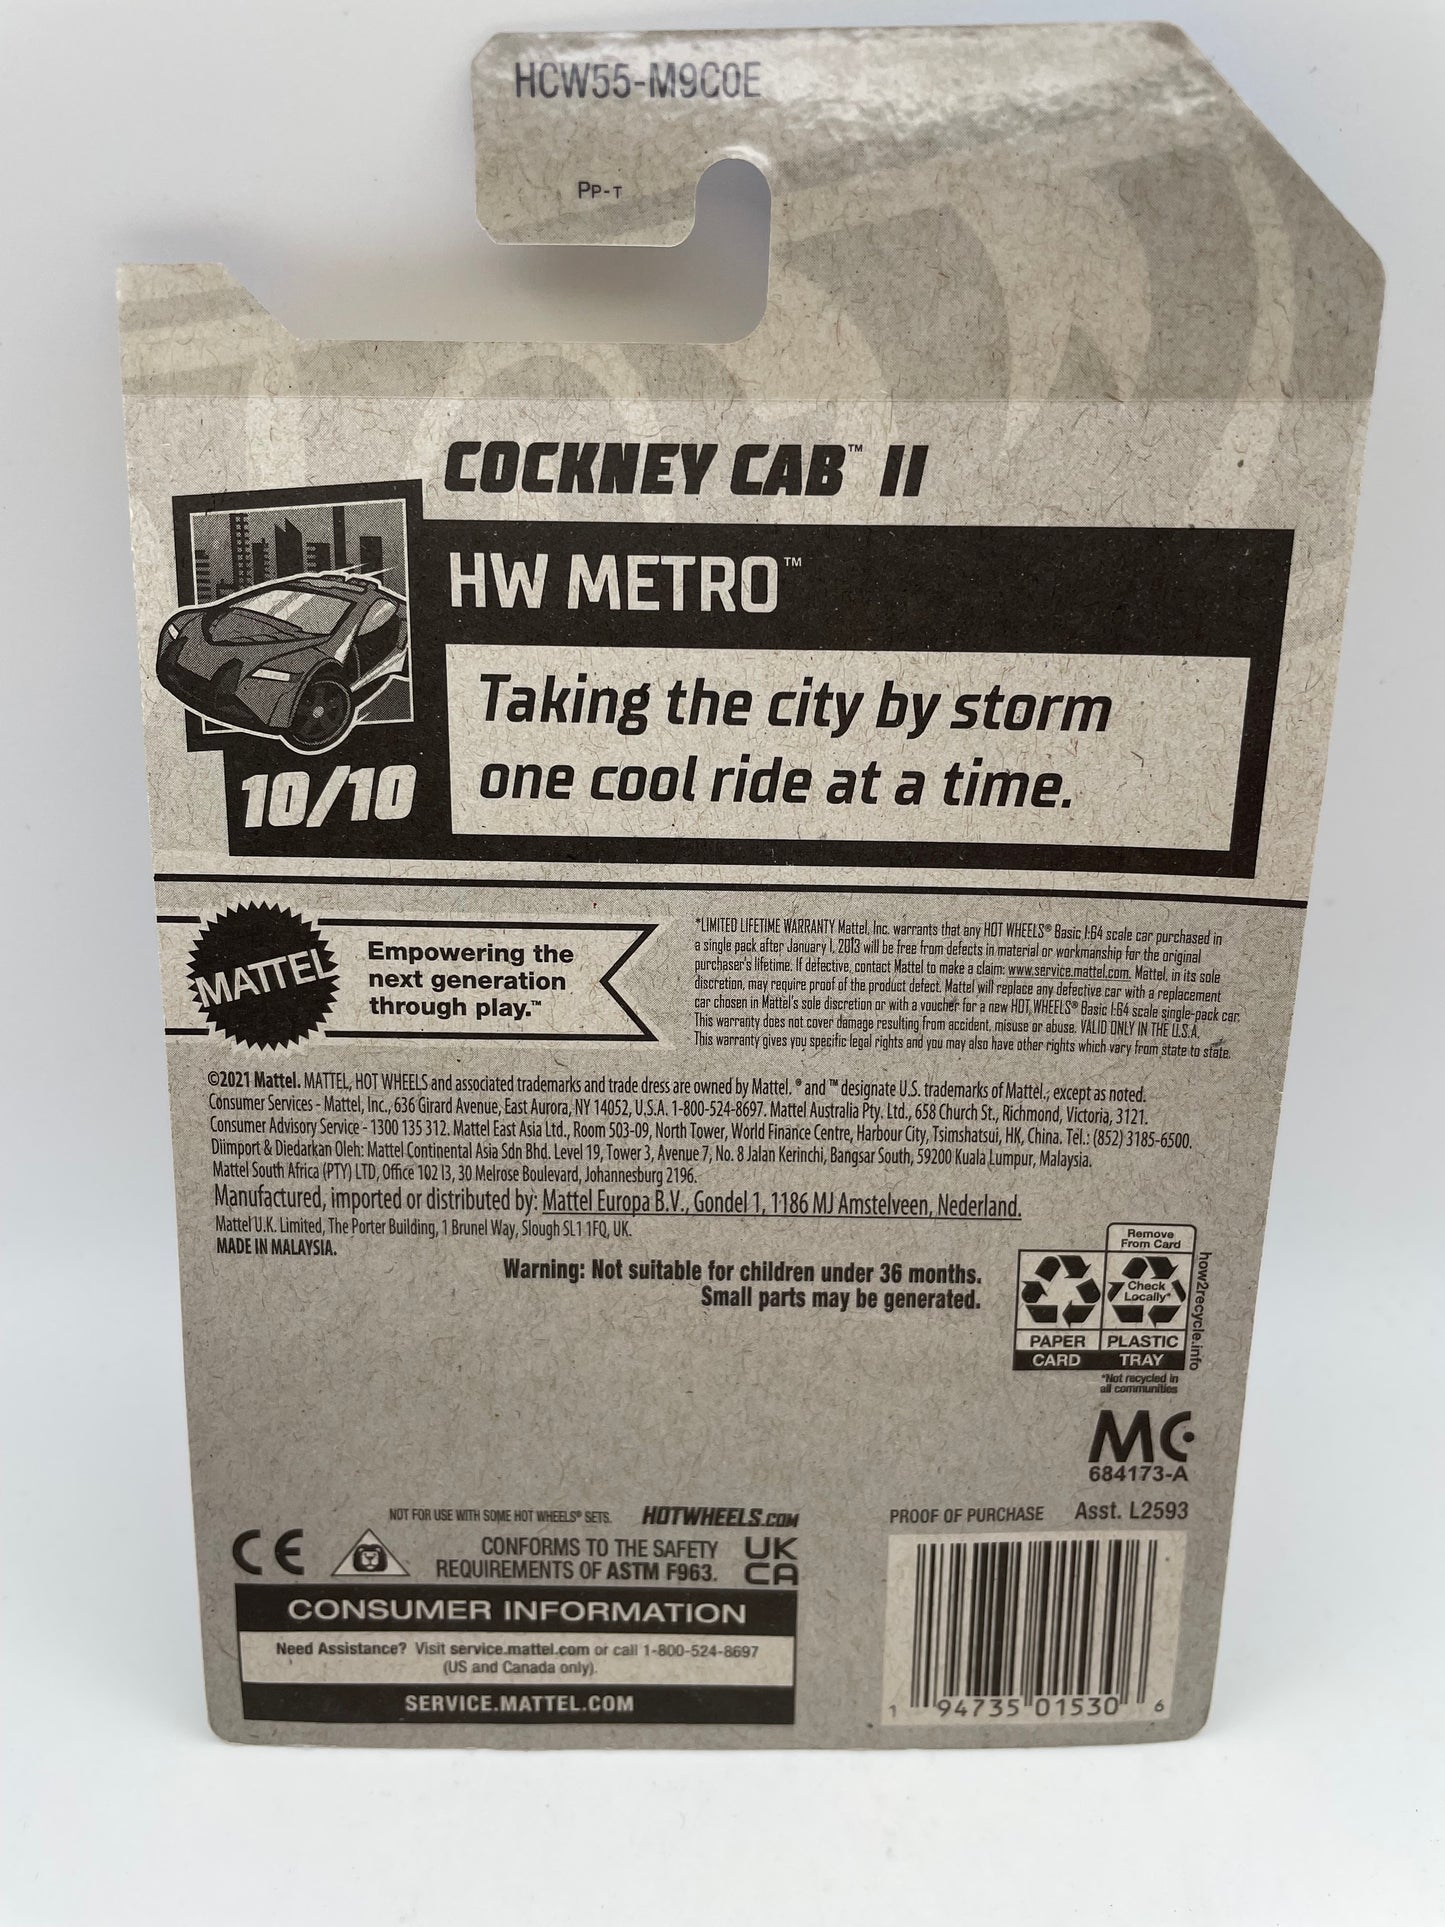 HCW55-M9C0E
PP-T
COCKNEY CAB™ II
HW METRO™
Taking the city by storm
one cool ride at a time.
10/10
MATTEL
Empowering the
next generation
through play.™
*LIMITED LIFETIME WARRANTY Mattel, Inc. warrants that any HOT WHEELS® Basic 1:64 scale car purchased in
a single pack after January 1, 2013 will be free from defects in material or workmanship for the original
purchaser's lifetime. If defective, contact Mattel to make a claim: www.service.mattel.com. Mattel, in its sole
discretion, may require proof of the product defect. Mattel will replace any defective car with a replacement
car chosen in Mattel's sole discretion or with a voucher for a new HOT WHEELS® Basic 1:64 scale single-pack car.
This warranty does not cover damage resulting from accident, misuse or abuse. VALID ONLY IN THE U.S.A.
This warranty gives you specific legal rights and you may also have other rights which vary from state to state.
©2021 Mattel. MATTEL, HOT WHEELS and associated trademarks and trade dress are owned by Mattel. ® and ™ designate U.S. trademarks of Mattel., except as noted.
Consumer Services - Mattel, Inc., 636 Girard Avenue, East Aurora, NY 14052, U.S.A. 1-800-524-8697. Mattel Australia Pty. Ltd., 658 Church St., Richmond, Victoria, 3121.
Consumer Advisory Service - 1300 135 312. Mattel East Asia Ltd., Room 503-09, North Tower, World Finance Centre, Harbour City, Tsimshatsui, HK, China. Tel.: (852) 3185-6500.
Diimport & Diedarkan Oleh: Mattel Continental Asia Sdn Bhd. Level 19, Tower 3, Avenue 7, No. 8 Jalan Kerinchi, Bangsar South, 59200 Kuala Lumpur, Malaysia.
Mattel South Africa (PTY) LTD, Office 102 I3, 30 Melrose Boulevard, Johannesburg 2196.
Manufactured, imported or distributed by: Mattel Europa B.V., Gondel 1, 1186 MJ Amstelveen, Nederland.
Mattel U.K. Limited, The Porter Building, 1 Brunel Way, Slough SL1 1FQ, UK.
MADE IN MALAYSIA.
Warning: Not suitable for children under 36 months.
Small parts may be generated.
Remove
From Card
Check
Locally*
PAPER
PLASTIC
CARD
TRAY
how2recycle.info
*Not recycled in
all communities
MC
684173-A
NOT FOR USE WITH SOME HOT WHEELS® SETS.
HOTWHEELS.COM
PROOF OF PURCHASE
Asst. L2593
CE
CONFORMS TO THE SAFETY
REQUIREMENTS OF ASTM F963.
UK
CA
CONSUMER INFORMATION
Need Assistance? Visit service.mattel.com or call 1-800-524-8697
(US and Canada only).
SERVICE.MATTEL.COM
1 94735 01530 6